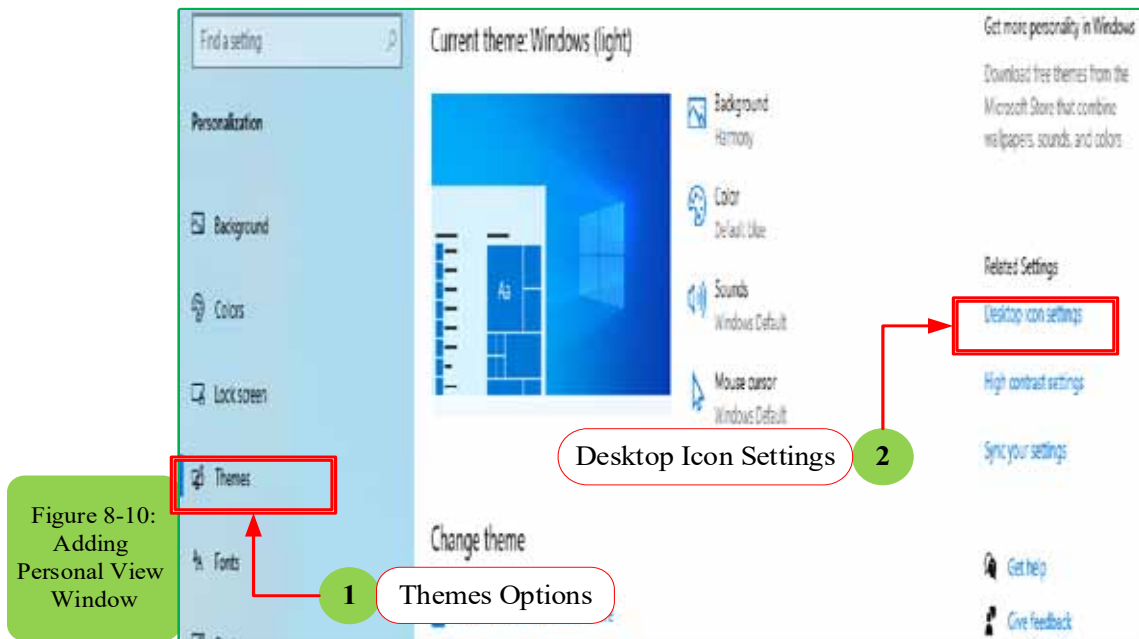 Find a setting
Personalization
Background
Colors
Lock screen
Themes
Fonts
Current theme: Windows (light)
Aa
Background
Harmony
Color
Default blue
Sounds
Windows Default
Mouse cursor
Windows Default
Change theme
Get more personality in Windows
Download free themes from the
Microsoft Store that combine
wallpapers, sounds, and colors
Related Settings
Desktop icon settings
High contrast settings
Sync your settings
Get help
Give feedback
Desktop Icon Settings
2
1
Themes Options
Figure 8-10:
Adding
Personal View
Window